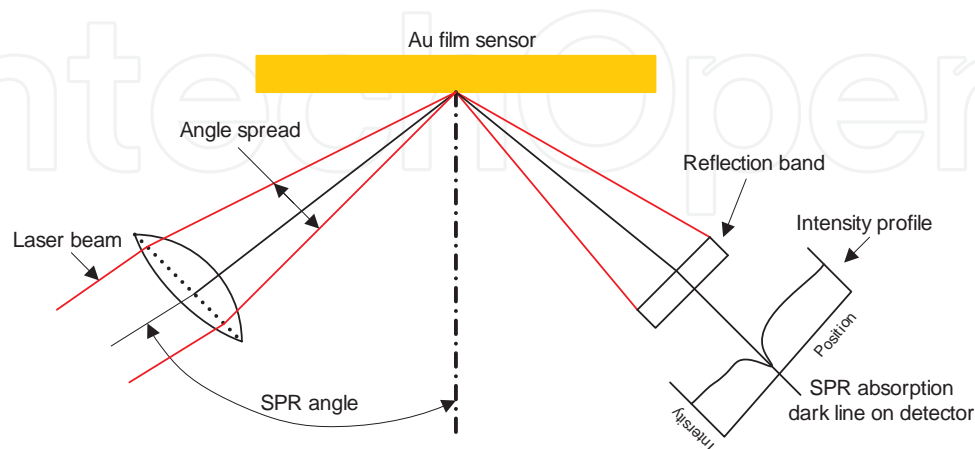 Au film sensor
Angle spread
Reflection band
Laser beam
Intensity profile
Position
SPR angle
SPR absorption
dark line on detector
Intensity
ntechOpen